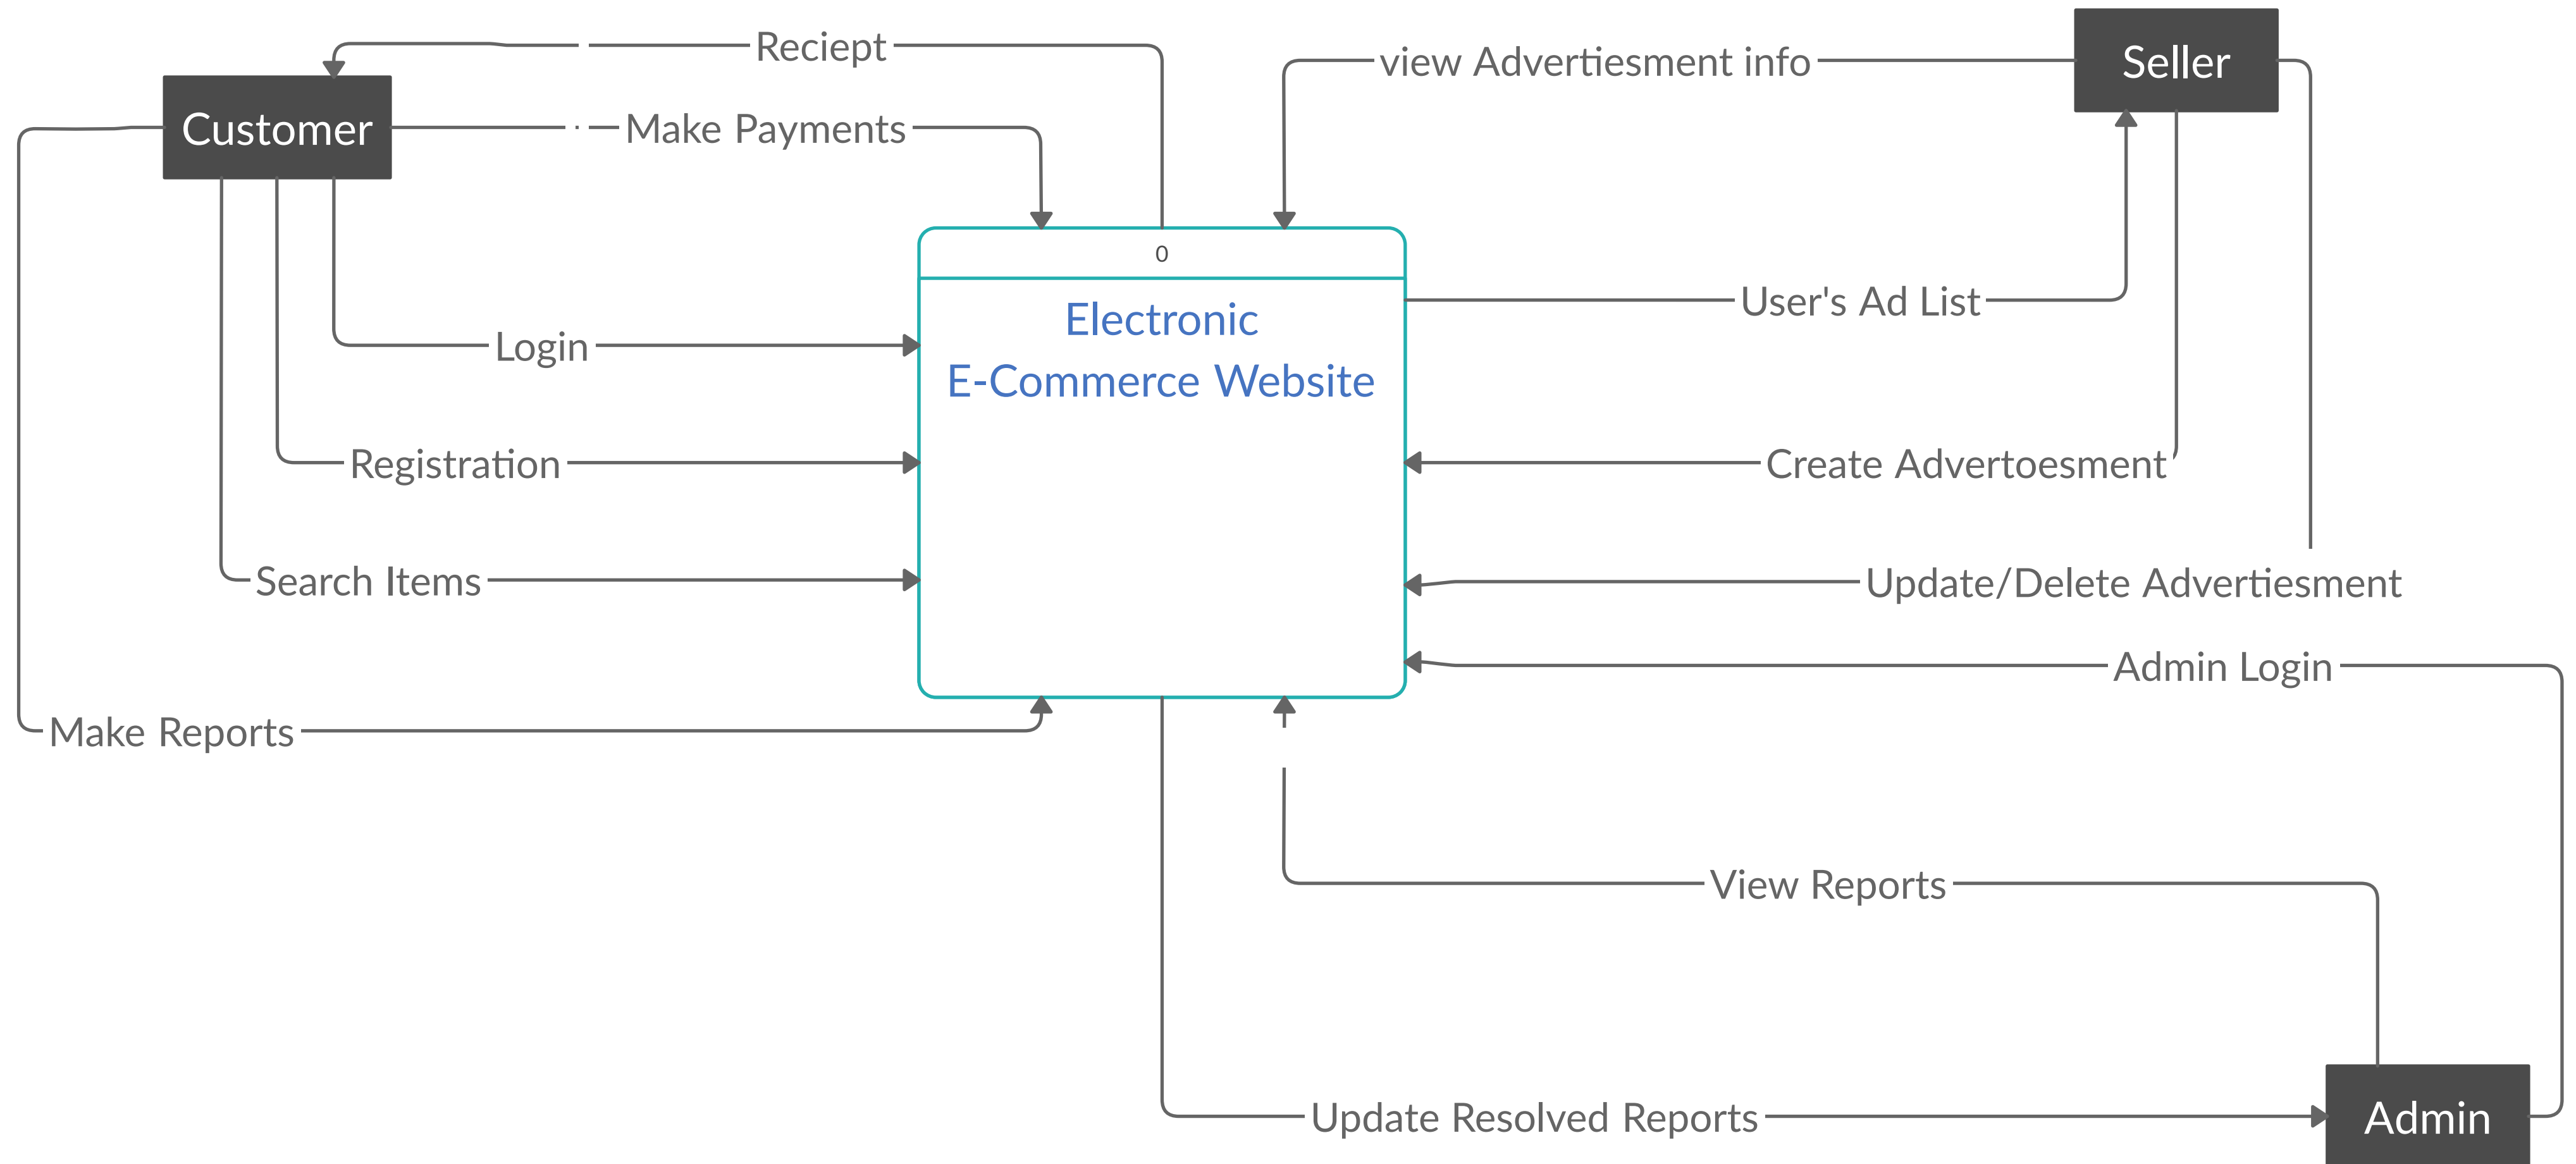 Reciept
view Advertiesment info
Seller
Customer
Make Payments
0
Electronic
E-Commerce Website
User's Ad List
Login
Registration
Create Advertoesment
Search Items
Update/Delete Advertiesment
Admin Login
Make Reports
View Reports
Update Resolved Reports
Admin